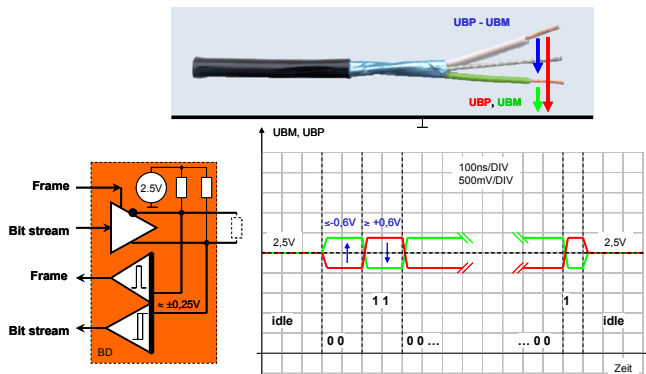 UBP - UBM
UBP, UBM
UBM, UBP
100ns/DIV
500mV/DIV
2.5V
Frame
Bit stream
Frame
Bit stream
≈ ±0,25V
BD
≤-0,6V
≥ +0,6V
2,5V
2,5V
1 1
1
idle
idle
0 0
0 0 ...
... 0 0
Zeit